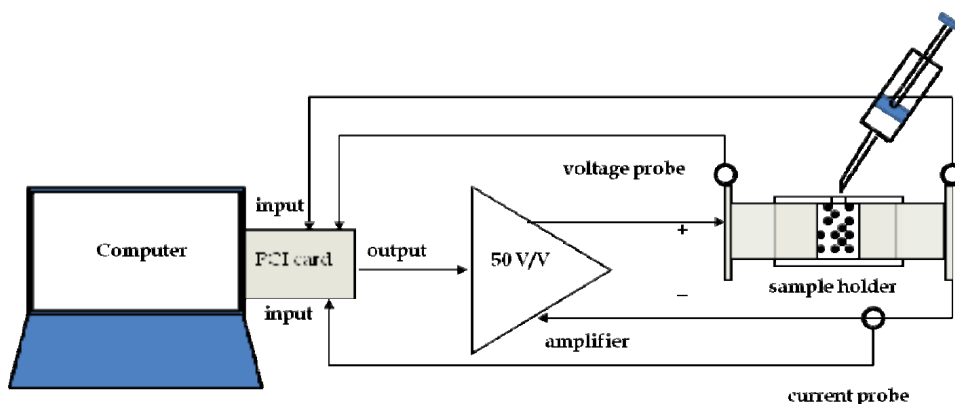 voltage probe
input
Computer
PCI card
output
50 V/V
+
−
sample holder
input
amplifier
current probe